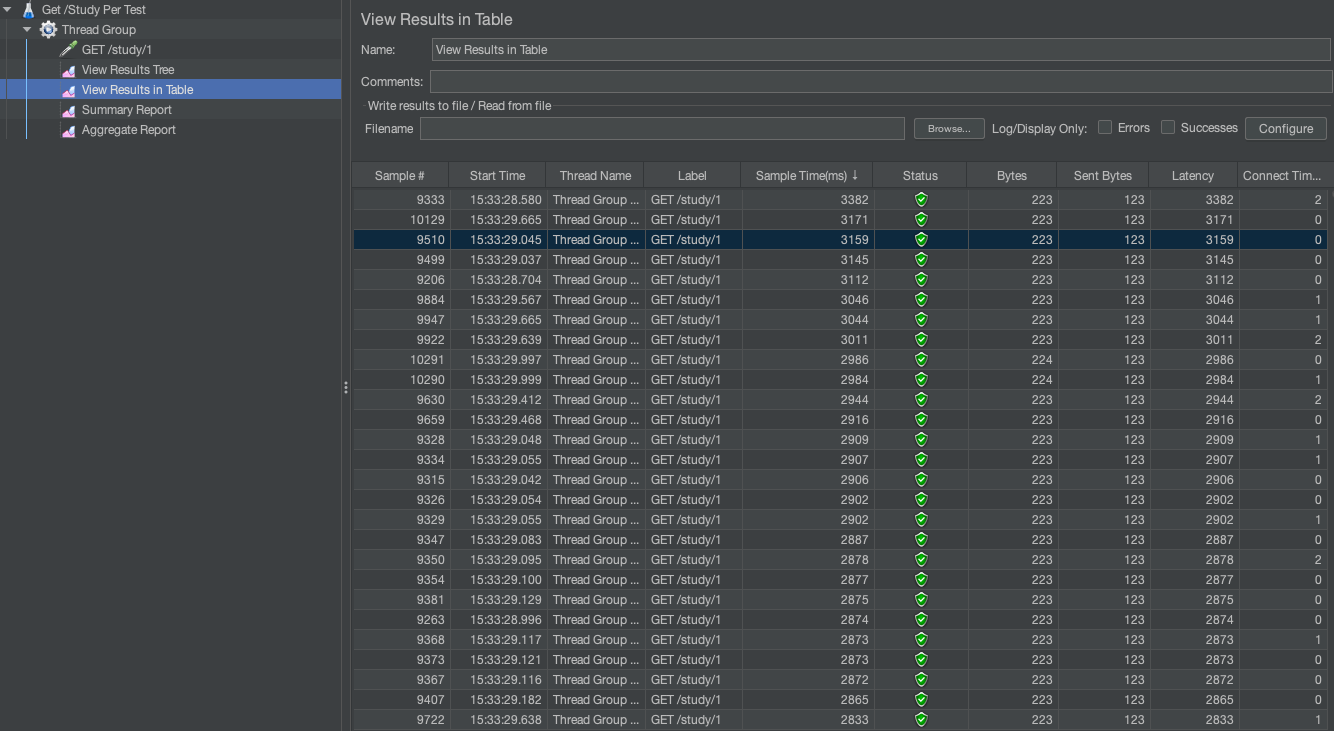 Get /Study Per Test
Thread Group
GET /study/1
View Results Tree
View Results in Table
Summary Report
Aggregate Report
View Results in Table
Name: View Results in Table
Comments:
Write results to file / Read from file
Filename Browse... Log/Display Only: Errors Successes Configure
Sample # Start Time Thread Name Label Sample Time(ms) ↓ Status Bytes Sent Bytes Latency Connect Tim...
9333 15:33:28.580 Thread Group ... GET /study/1 3382 223 123 3382 2
10129 15:33:29.665 Thread Group ... GET /study/1 3171 223 123 3171 0
9510 15:33:29.045 Thread Group ... GET /study/1 3159 223 123 3159 0
9499 15:33:29.037 Thread Group ... GET /study/1 3145 223 123 3145 0
9206 15:33:28.704 Thread Group ... GET /study/1 3112 223 123 3112 0
9884 15:33:29.567 Thread Group ... GET /study/1 3046 223 123 3046 1
9947 15:33:29.665 Thread Group ... GET /study/1 3044 223 123 3044 1
9922 15:33:29.639 Thread Group ... GET /study/1 3011 223 123 3011 2
10291 15:33:29.997 Thread Group ... GET /study/1 2986 224 123 2986 0
10290 15:33:29.999 Thread Group ... GET /study/1 2984 224 123 2984 1
9630 15:33:29.412 Thread Group ... GET /study/1 2944 223 123 2944 2
9659 15:33:29.468 Thread Group ... GET /study/1 2916 223 123 2916 0
9328 15:33:29.048 Thread Group ... GET /study/1 2909 223 123 2909 1
9334 15:33:29.055 Thread Group ... GET /study/1 2907 223 123 2907 1
9315 15:33:29.042 Thread Group ... GET /study/1 2906 223 123 2906 0
9326 15:33:29.054 Thread Group ... GET /study/1 2902 223 123 2902 0
9329 15:33:29.055 Thread Group ... GET /study/1 2902 223 123 2902 1
9347 15:33:29.083 Thread Group ... GET /study/1 2887 223 123 2887 0
9350 15:33:29.095 Thread Group ... GET /study/1 2878 223 123 2878 2
9354 15:33:29.100 Thread Group ... GET /study/1 2877 223 123 2877 0
9381 15:33:29.129 Thread Group ... GET /study/1 2875 223 123 2875 0
9263 15:33:28.996 Thread Group ... GET /study/1 2874 223 123 2874 0
9368 15:33:29.117 Thread Group ... GET /study/1 2873 223 123 2873 1
9373 15:33:29.121 Thread Group ... GET /study/1 2873 223 123 2873 0
9367 15:33:29.116 Thread Group ... GET /study/1 2872 223 123 2872 0
9407 15:33:29.182 Thread Group ... GET /study/1 2865 223 123 2865 0
9722 15:33:29.638 Thread Group ... GET /study/1 2833 223 123 2833 1